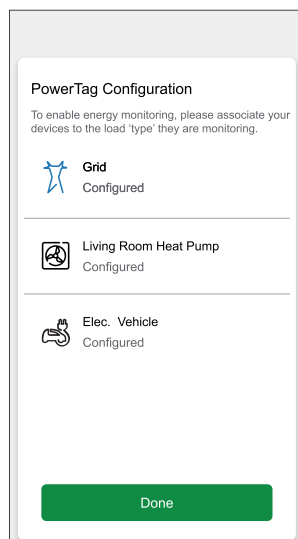 PowerTag Configuration
To enable energy monitoring, please associate your
devices to the load ‘type’ they are monitoring.
Grid
Configured
Living Room Heat Pump
Configured
Elec. Vehicle
Configured
Done